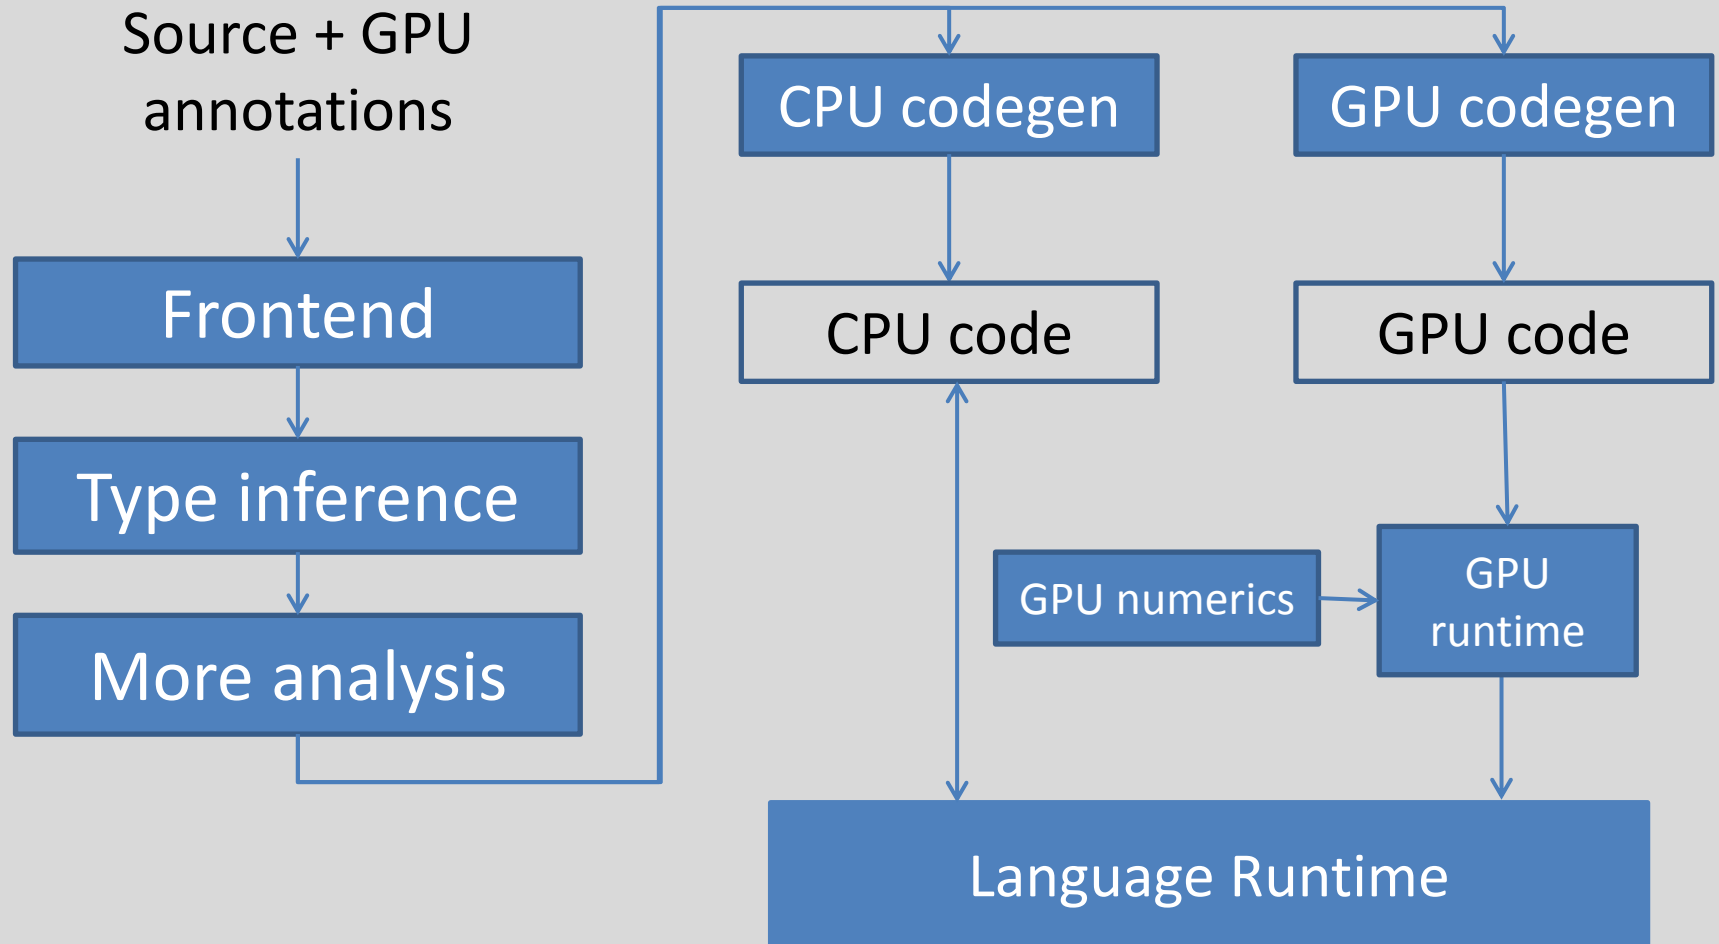 Source + GPU
annotations
Frontend
Type inference
More analysis
CPU codegen
GPU codegen
CPU code
GPU code
GPU numerics
GPU
runtime
Language Runtime